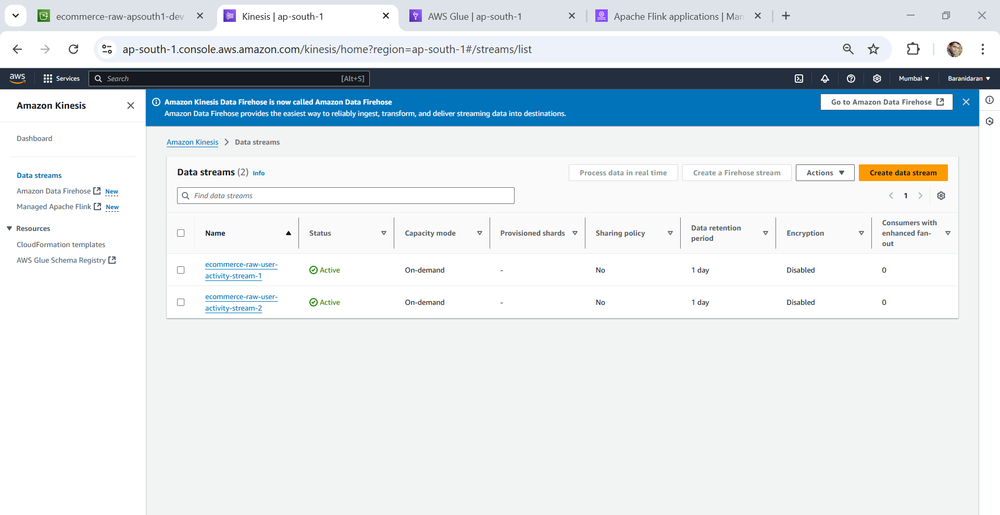 ecommerce-raw-apsouth1-dev
Kinesis | ap-south-1
AWS Glue | ap-south-1
Apache Flink applications | Man
ap-south-1.console.aws.amazon.com/kinesis/home?region=ap-south-1#/streams/list
aws
Services
Search
[Alt+S]
Mumbai
Baranidaran
Amazon Kinesis
Dashboard
Data streams
Amazon Data Firehose New
Managed Apache Flink New
Resources
CloudFormation templates
AWS Glue Schema Registry
Amazon Kinesis Data Firehose is now called Amazon Data Firehose
Amazon Data Firehose provides the easiest way to reliably ingest, transform, and deliver streaming data into destinations.
Go to Amazon Data Firehose
Amazon Kinesis > Data streams
Data streams (2) Info
Process data in real time
Create a Firehose stream
Actions
Create data stream
Find data streams
1
Name
Status
Capacity mode
Provisioned shards
Sharing policy
Data retention
period
Encryption
Consumers with
enhanced fan-
out
ecommerce-raw-user-
activity-stream-1
Active
On-demand
-
No
1 day
Disabled
0
ecommerce-raw-user-
activity-stream-2
Active
On-demand
-
No
1 day
Disabled
0